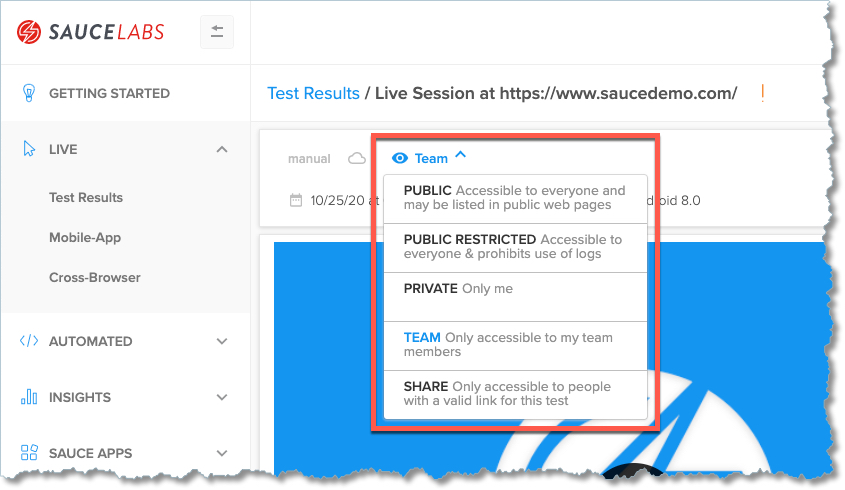 SAUCELABS
GETTING STARTED
LIVE
Test Results
Mobile-App
Cross-Browser
AUTOMATED
INSIGHTS
SAUCE APPS
Test Results / Live Session at https://www.saucedemo.com/ !
manual Team
10/25/20 at
8.0
PUBLIC Accessible to everyone and
may be listed in public web pages
PUBLIC RESTRICTED Accessible to
everyone & prohibits use of logs
PRIVATE Only me
TEAM Only accessible to my team
members
SHARE Only accessible to people
with a valid link for this test